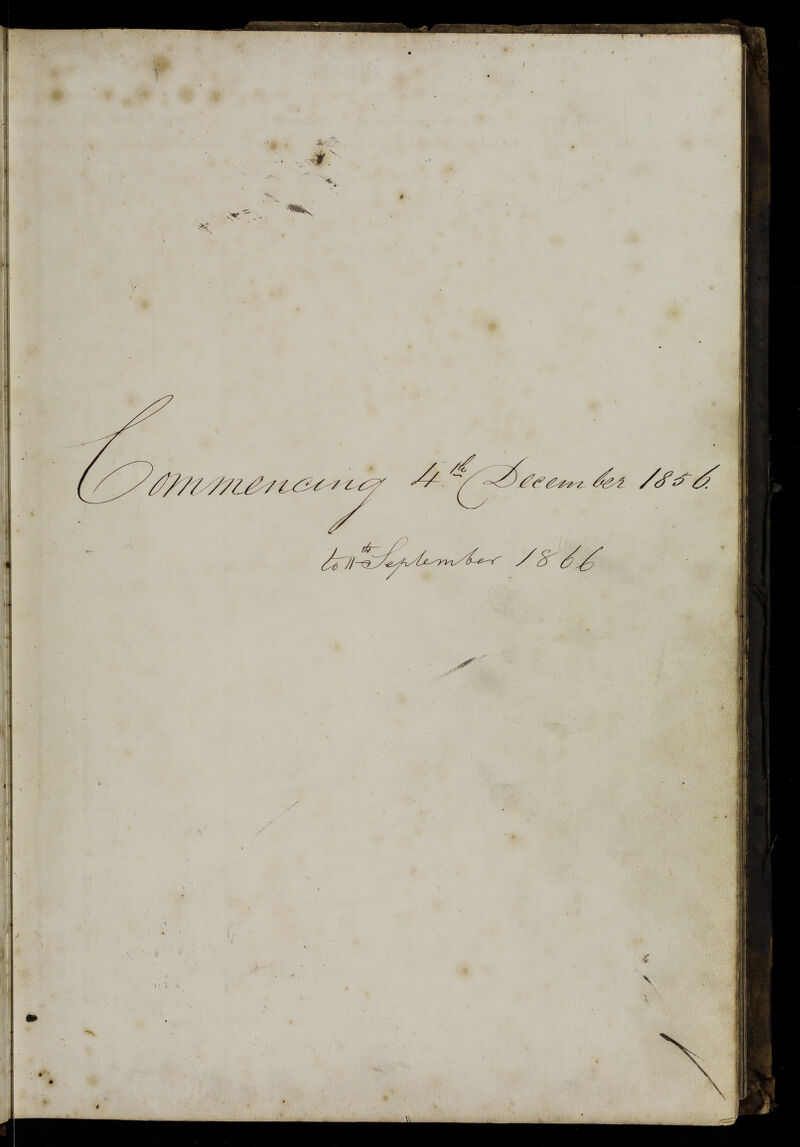 Commencing 4th December 1856.
to 11th September 1866